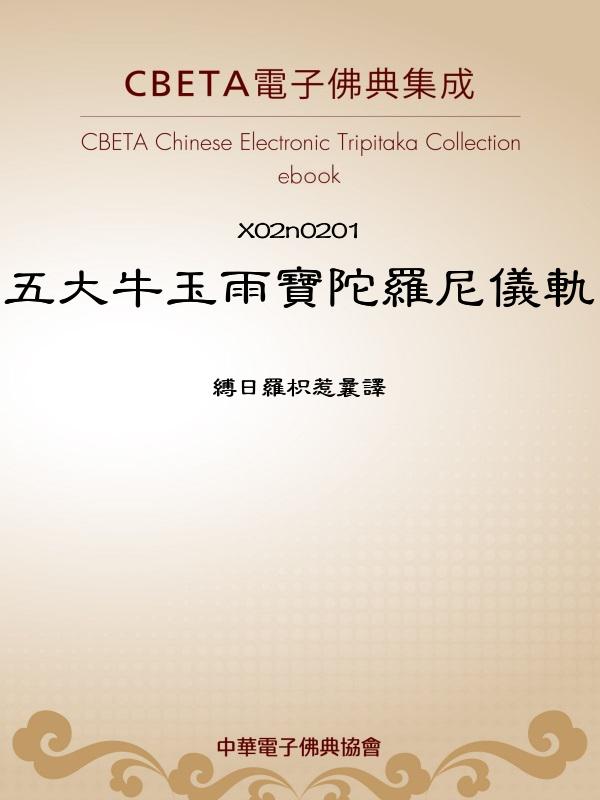 CBETA電子佛典集成
CBETA Chinese Electronic Tripitaka Collection
ebook
X02n0201
五大牛玉雨寶陀羅尼儀軌
縛日羅枳惹曩譯
中華電子佛典協會